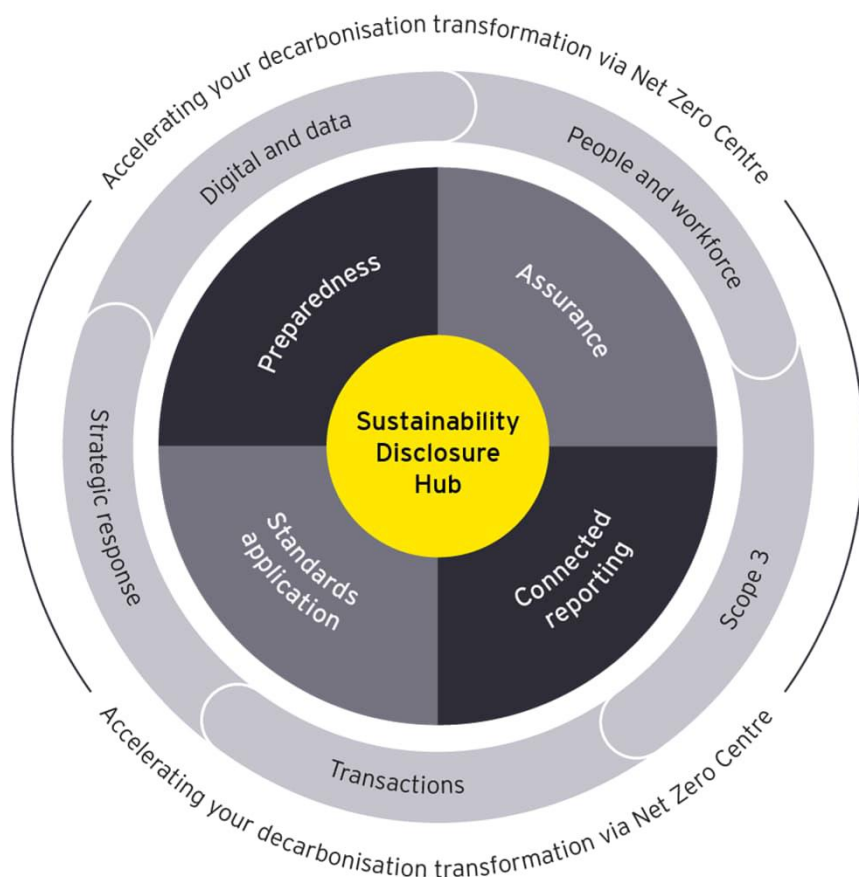 Accelerating your decarbonisation transformation via Net Zero Centre
Digital and data
People and workforce
Preparedness
Assurance
Sustainability
Disclosure
Hub
Strategic response
Standards
application
Connected
reporting
Scope 3
Transactions
Accelerating your decarbonisation transformation via Net Zero Centre